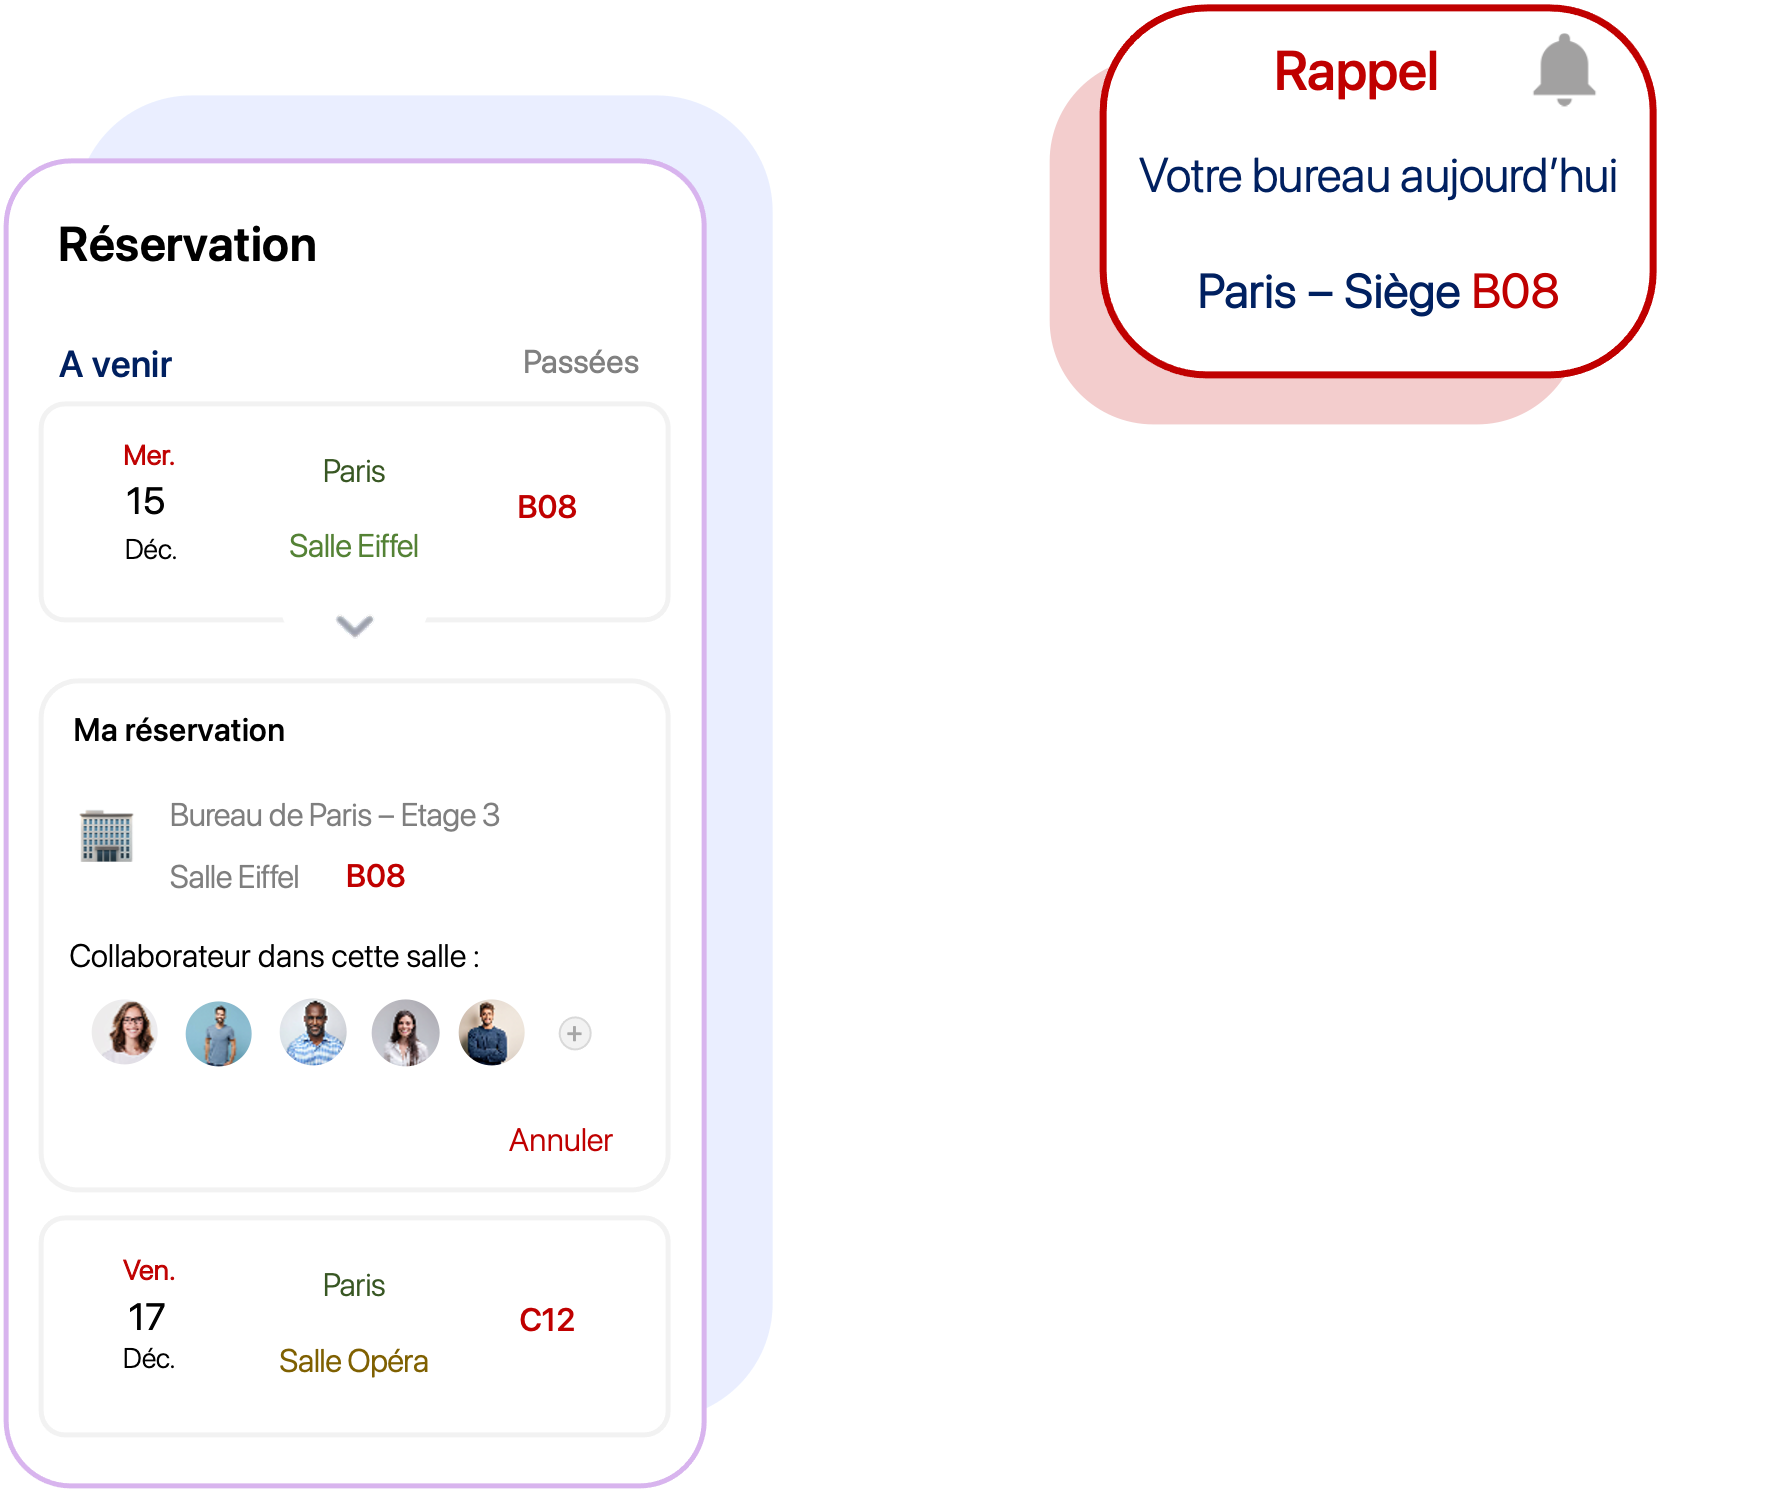 Réservation
A venir
Passées
Mer.
15
Déc.
Paris
Salle Eiffel
B08
Ma réservation
Bureau de Paris – Etage 3
Salle Eiffel B08
Collaborateur dans cette salle :
Annuler
Ven.
17
Déc.
Paris
Salle Opéra
C12
Rappel
Votre bureau aujourd’hui
Paris – Siège B08